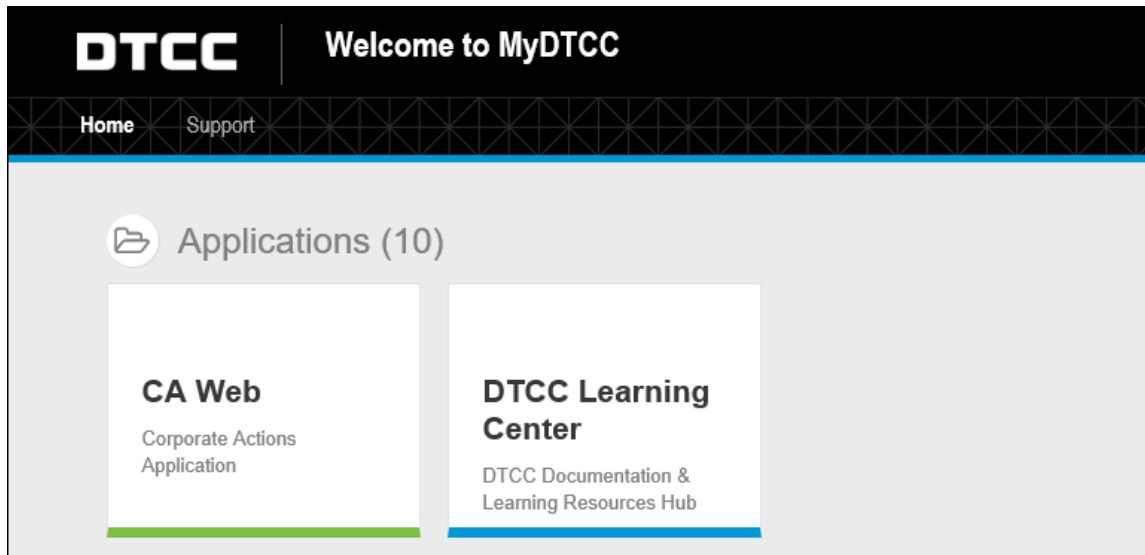 DTCC
Welcome to MyDTCC
Home
Support
Applications (10)
CA Web
Corporate Actions
Application
DTCC Learning
Center
DTCC Documentation &
Learning Resources Hub